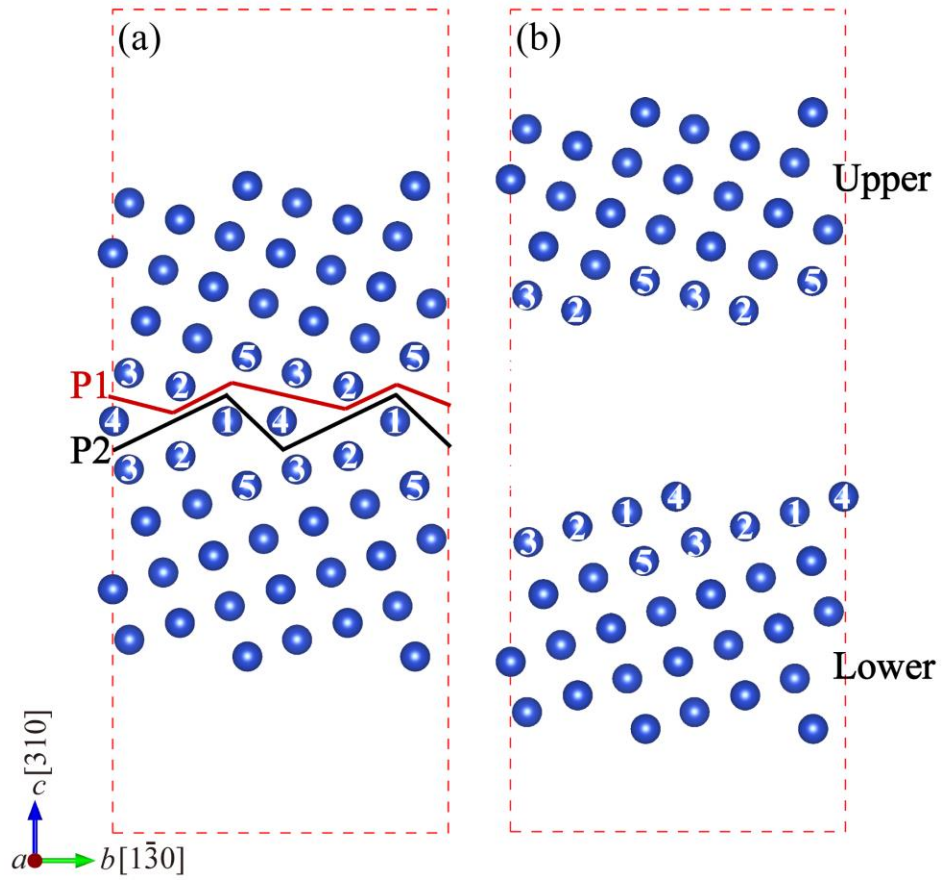 (a)
3 2 5 3 2 5
P1
4 1 4 1
P2
3 2 5 3 2 5
(b)
Upper
3 2 5 3 2 5
3 2 1 4
5 3 2 1 4
Lower
c[310]
a
b[11̄30]